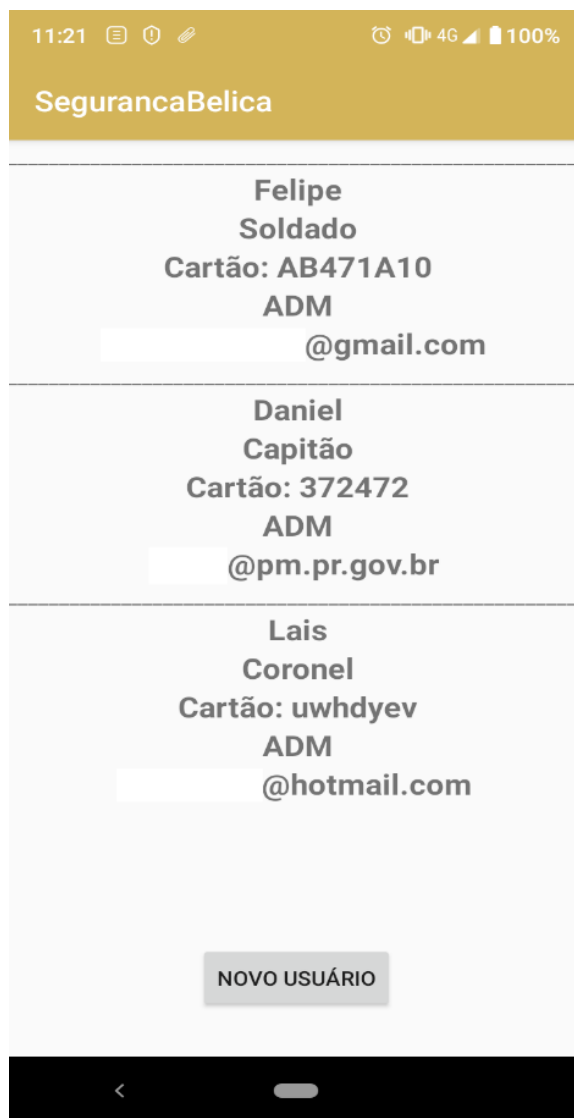 11:21 4G 100%
SegurancaBelica
Felipe
Soldado
Cartão: AB471A10
ADM
@gmail.com
Daniel
Capitão
Cartão: 372472
ADM
@pm.pr.gov.br
Lais
Coronel
Cartão: uwhdyev
ADM
@hotmail.com
NOVO USUÁRIO